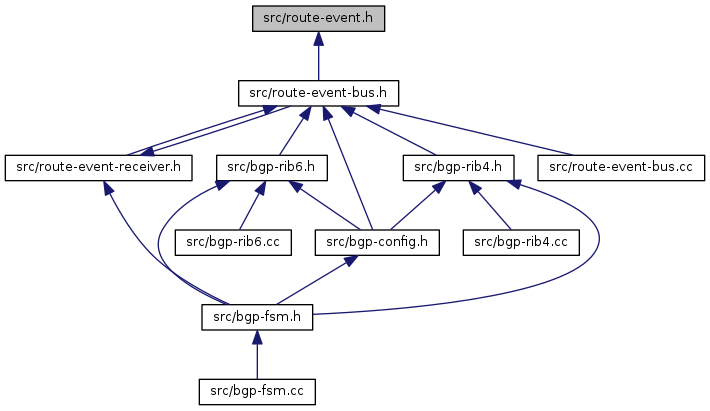 src/route-event.h
src/route-event-bus.h
src/route-event-receiver.h
src/bgp-rib6.h
src/bgp-rib4.h
src/route-event-bus.cc
src/bgp-rib6.cc
src/bgp-config.h
src/bgp-rib4.cc
src/bgp-fsm.h
src/bgp-fsm.cc